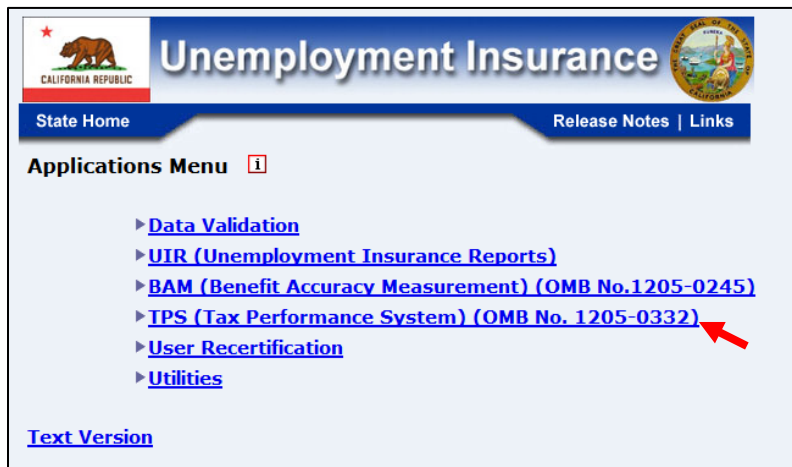 CALIFORNIA REPUBLIC
Unemployment Insurance
State Home
Release Notes | Links
Applications Menu i
Data Validation
UIR (Unemployment Insurance Reports)
BAM (Benefit Accuracy Measurement) (OMB No.1205-0245)
TPS (Tax Performance System) (OMB No. 1205-0332)
User Recertification
Utilities
Text Version